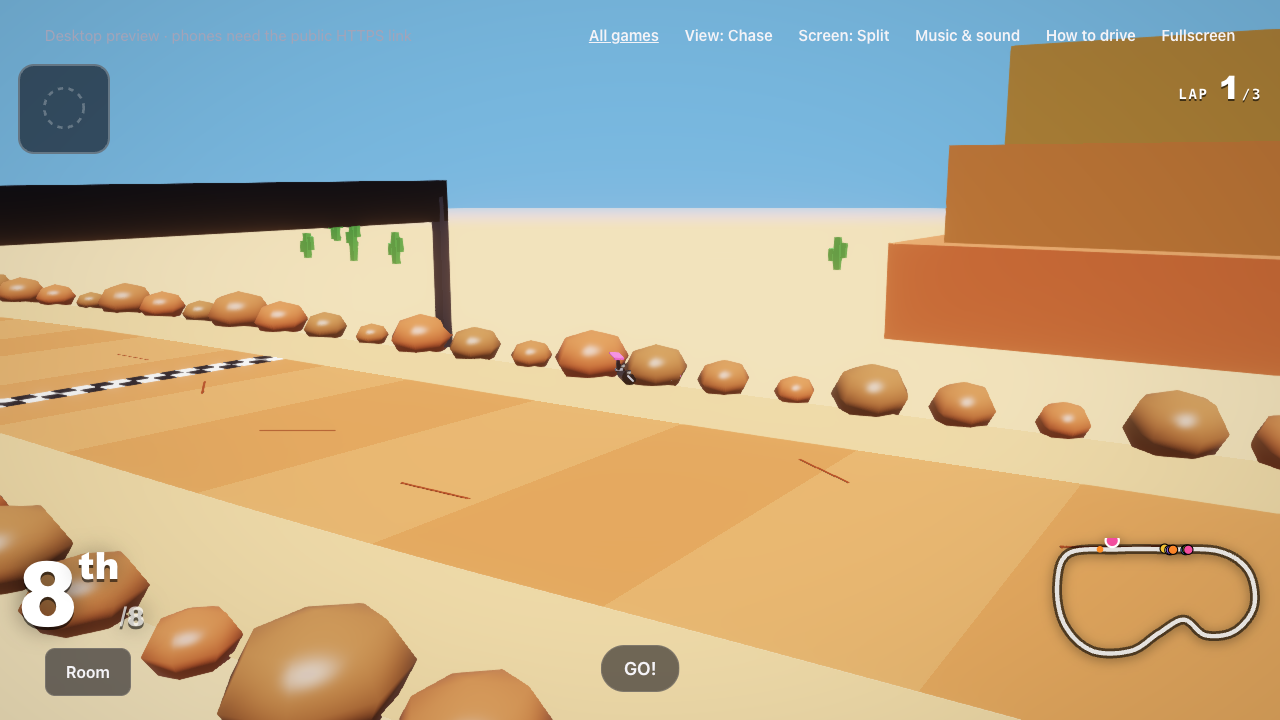 Desktop preview · phones need the public HTTPS
All games
View: Chase
Screen: Split
Music & sound
How to drive
Fullscreen
LAP 1/3
8th/8
Room
GO!